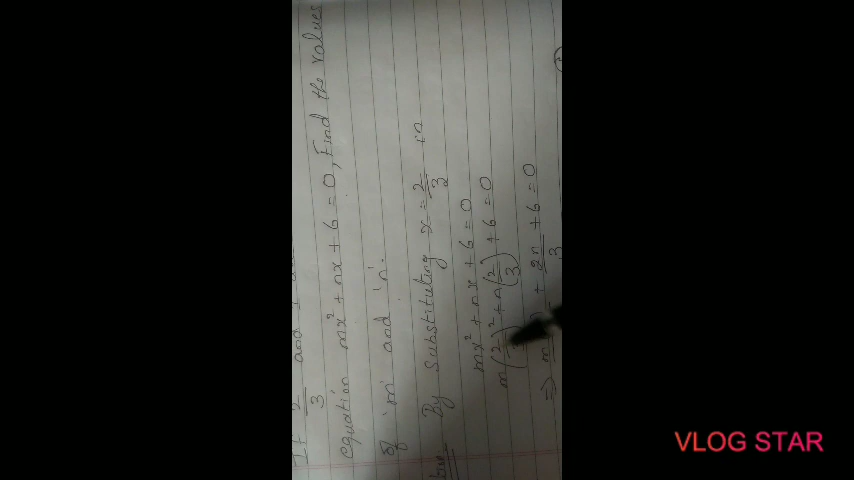 If 2/3 and
equation mx² + nx + 6 = 0, Find the values
of 'm' and 'n'.
By substituting x = 2/3 in
mx² + nx + 6 = 0
m(2/3)² + n(2/3) + 6 = 0
⇒ + 2n/3 + 6 = 0
VLOG STAR